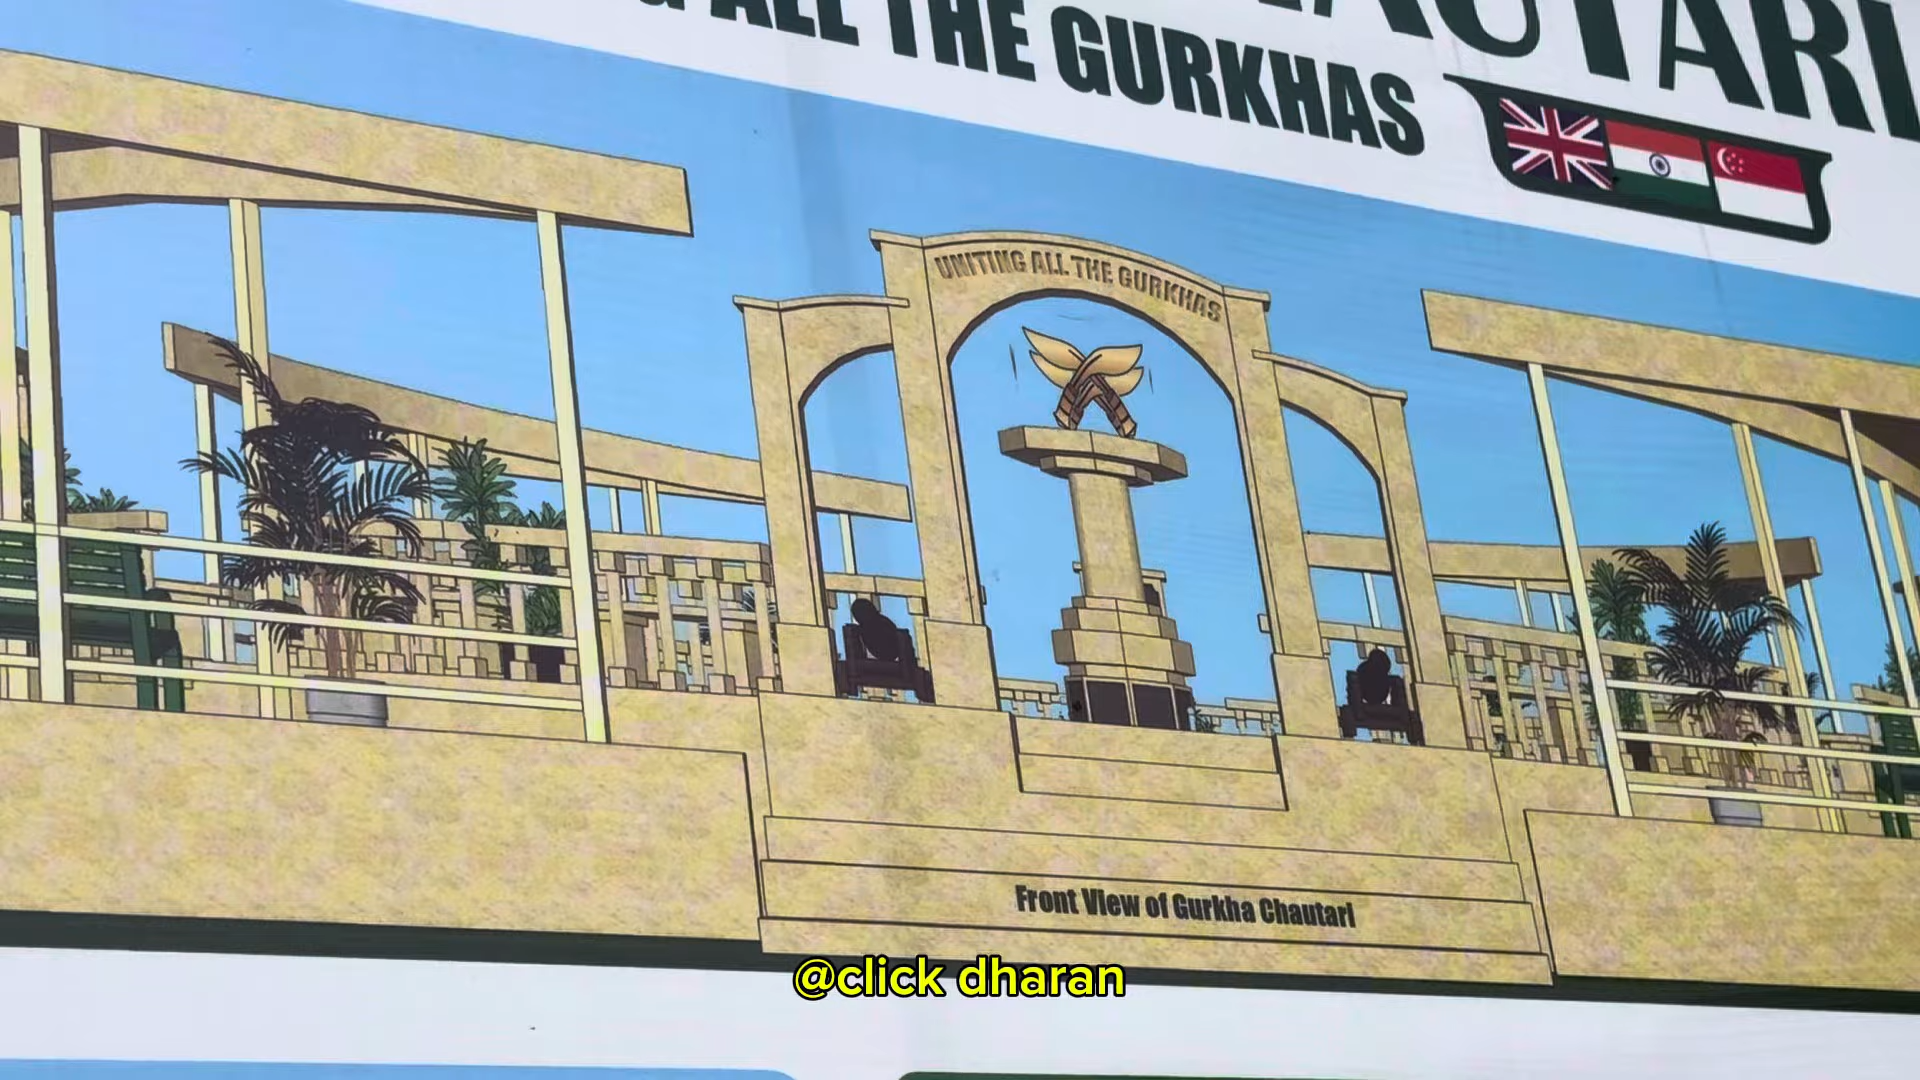 ALL THE GURKHAS
UNITING ALL THE GURKHAS
Front View of Gurkha Chautari
@click dharan